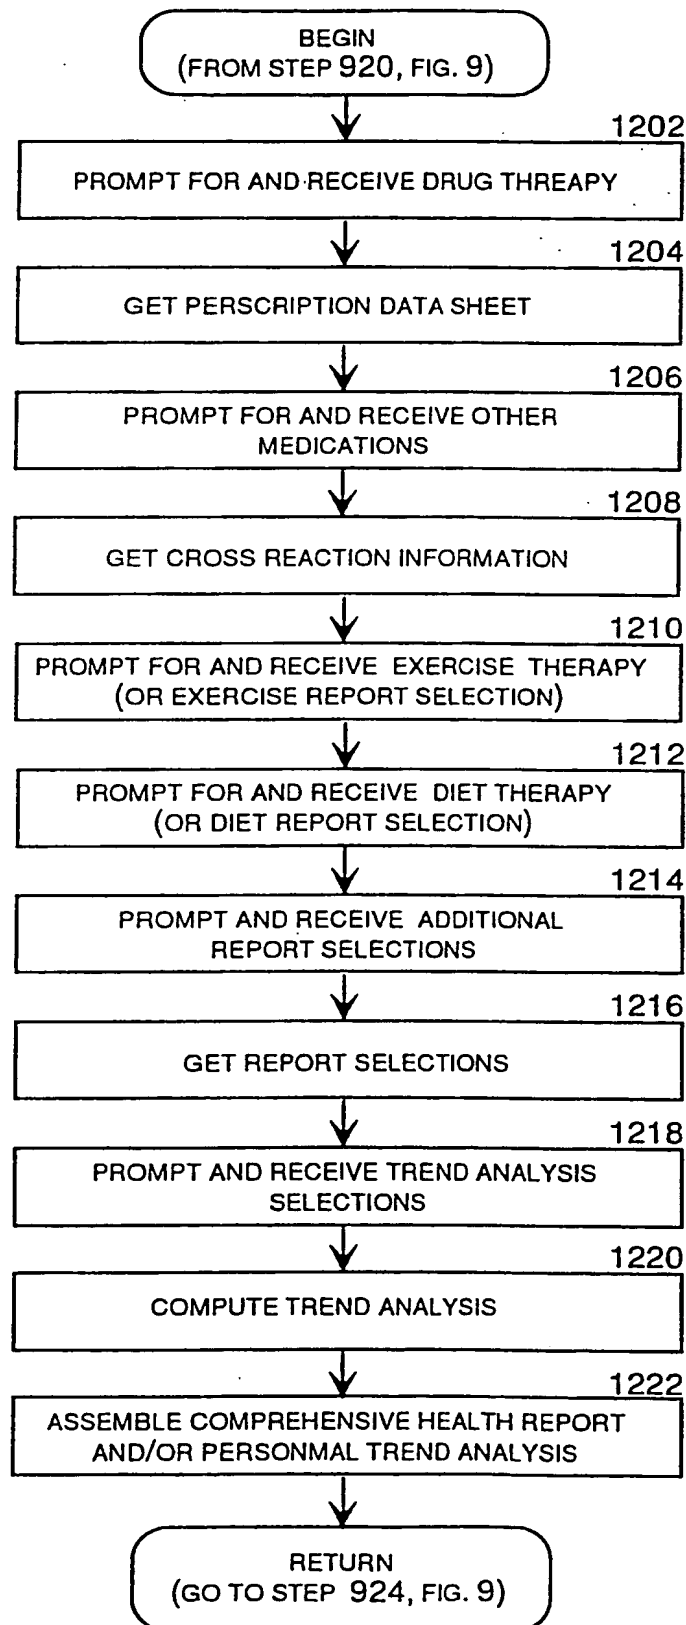 BEGIN
(FROM STEP 920, FIG. 9)
1202
PROMPT FOR AND RECEIVE DRUG THREAPY
1204
GET PERSCRIPTION DATA SHEET
1206
PROMPT FOR AND RECEIVE OTHER
MEDICATIONS
1208
GET CROSS REACTION INFORMATION
1210
PROMPT FOR AND RECEIVE EXERCISE THERAPY
(OR EXERCISE REPORT SELECTION)
1212
PROMPT FOR AND RECEIVE DIET THERAPY
(OR DIET REPORT SELECTION)
1214
PROMPT AND RECEIVE ADDITIONAL
REPORT SELECTIONS
1216
GET REPORT SELECTIONS
1218
PROMPT AND RECEIVE TREND ANALYSIS
SELECTIONS
1220
COMPUTE TREND ANALYSIS
1222
ASSEMBLE COMPREHENSIVE HEALTH REPORT
AND/OR PERSONMAL TREND ANALYSIS
RETURN
(GO TO STEP 924, FIG. 9)